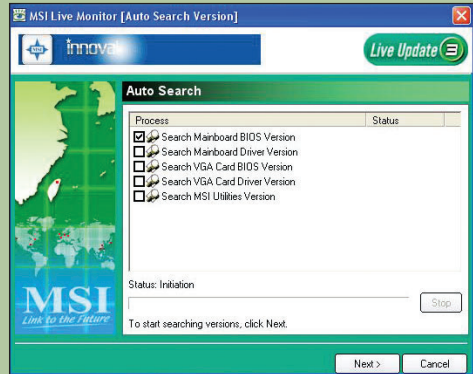 MSI Live Monitor [Auto Search Version]
MSI
innova
Live Update 3
Auto Search
Process Status
Search Mainboard BIOS Version
Search Mainboard Driver Version
Search VGA Card BIOS Version
Search VGA Card Driver Version
Search MSI Utilities Version
Status: Initiation
Stop
To start searching versions, click Next.
MSI
Link to the Future
Next >
Cancel